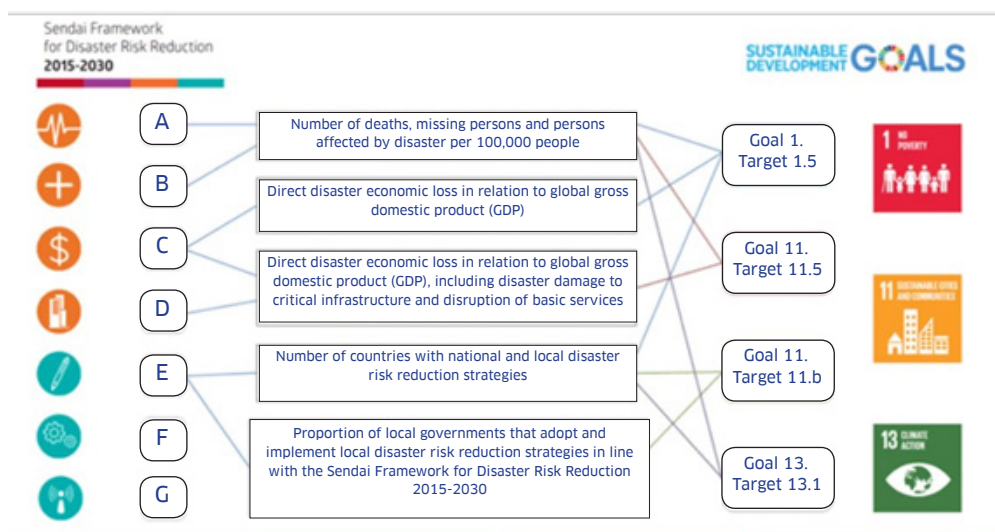 Sendai Framework
for Disaster Risk Reduction
2015-2030
SUSTAINABLE
DEVELOPMENT
GOALS
A
B
C
D
E
F
G
Number of deaths, missing persons and persons
affected by disaster per 100,000 people
Direct disaster economic loss in relation to global gross
domestic product (GDP)
Direct disaster economic loss in relation to global gross
domestic product (GDP), including disaster damage to
critical infrastructure and disruption of basic services
Number of countries with national and local disaster
risk reduction strategies
Proportion of local governments that adopt and
implement local disaster risk reduction strategies in line
with the Sendai Framework for Disaster Risk Reduction
2015-2030
Goal 1.
Target 1.5
Goal 11.
Target 11.5
Goal 11.
Target 11.b
Goal 13.
Target 13.1
1 NO
POVERTY
11 SUSTAINABLE CITIES
AND COMMUNITIES
13 CLIMATE
ACTION